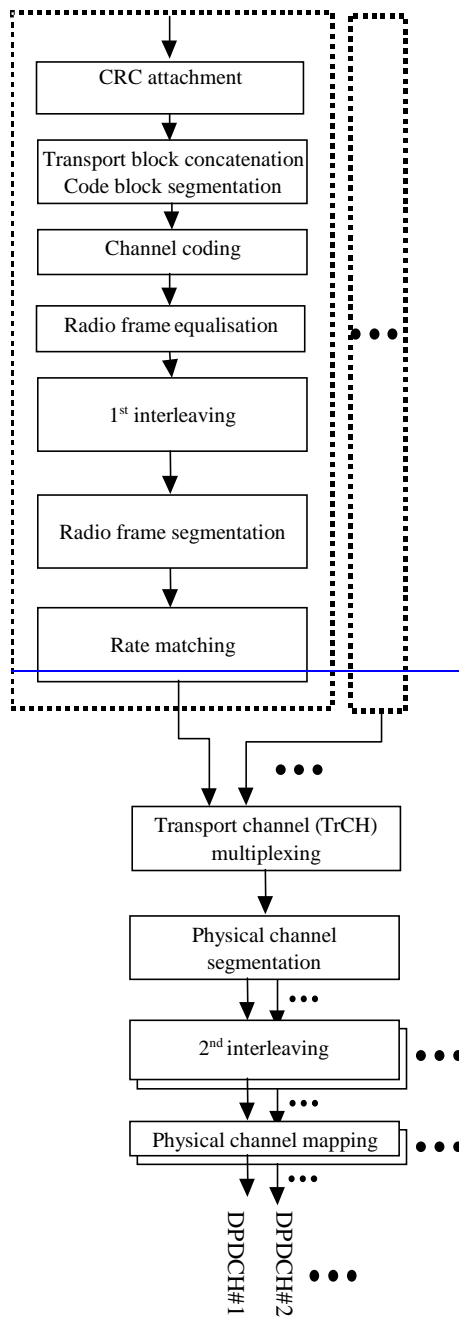 CRC attachment
Transport block concatenation
Code block segmentation
Channel coding
Radio frame equalisation
1st interleaving
Radio frame segmentation
Rate matching
Transport channel (TrCH)
multiplexing
Physical channel
segmentation
2nd interleaving
Physical channel mapping
DPDCH#1
DPDCH#2